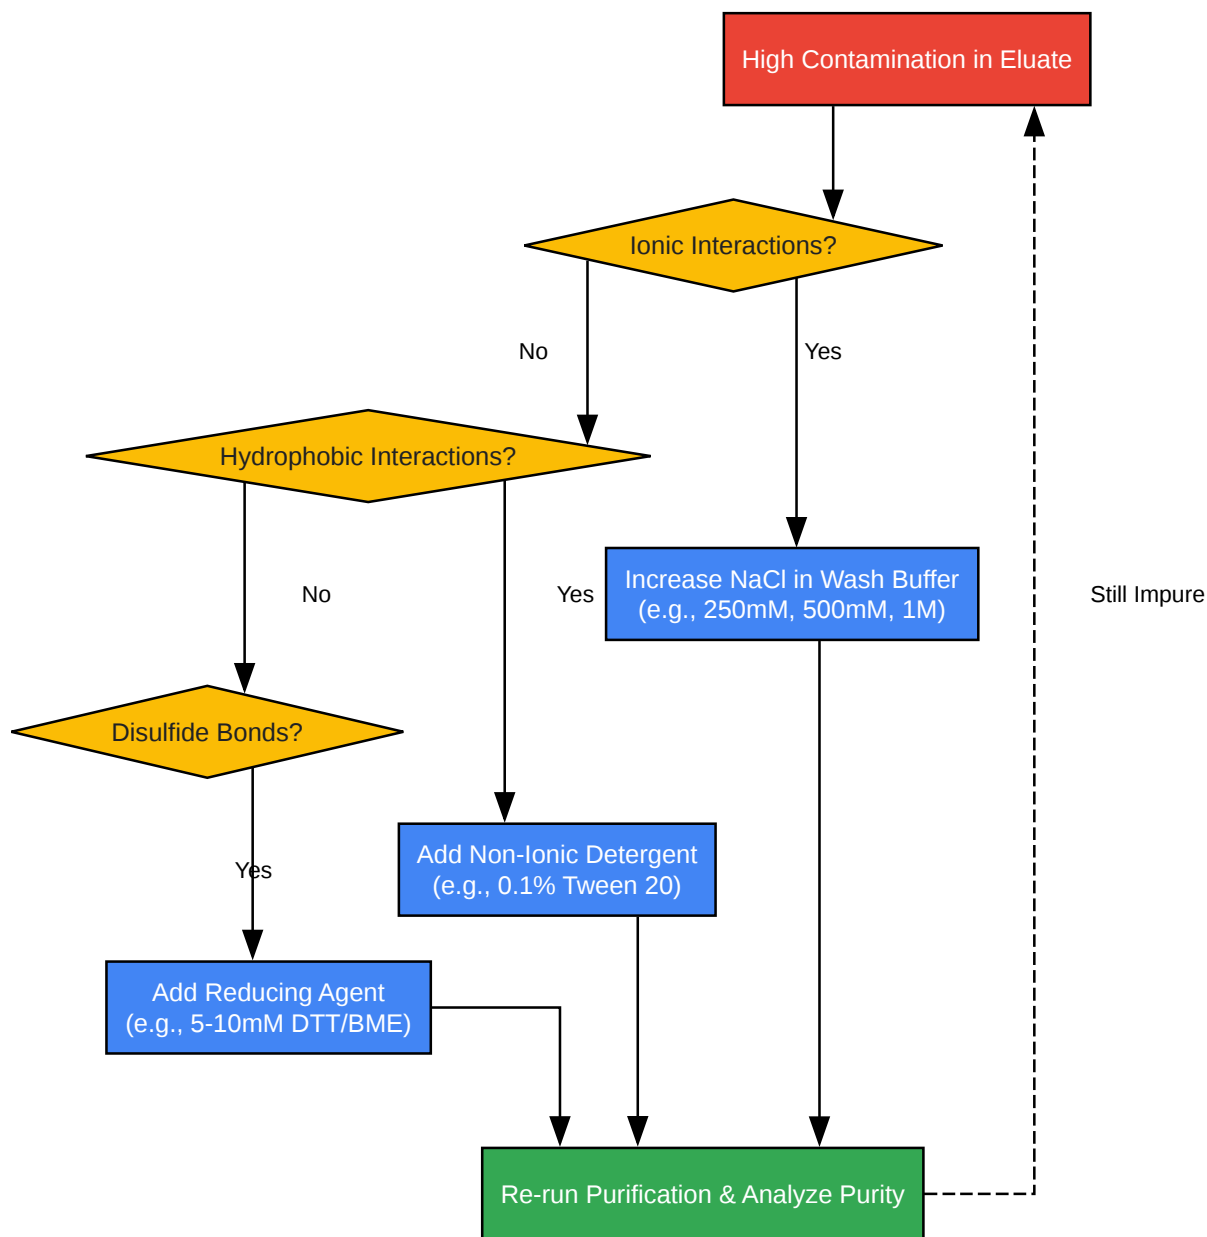 High Contamination in Eluate
Ionic Interactions?
No
Yes
Hydrophobic Interactions?
No
Yes
Increase NaCl in Wash Buffer
(e.g., 250mM, 500mM, 1M)
Still Impure
Disulfide Bonds?
Yes
Add Non-Ionic Detergent
(e.g., 0.1% Tween 20)
Add Reducing Agent
(e.g., 5-10mM DTT/BME)
Re-run Purification & Analyze Purity